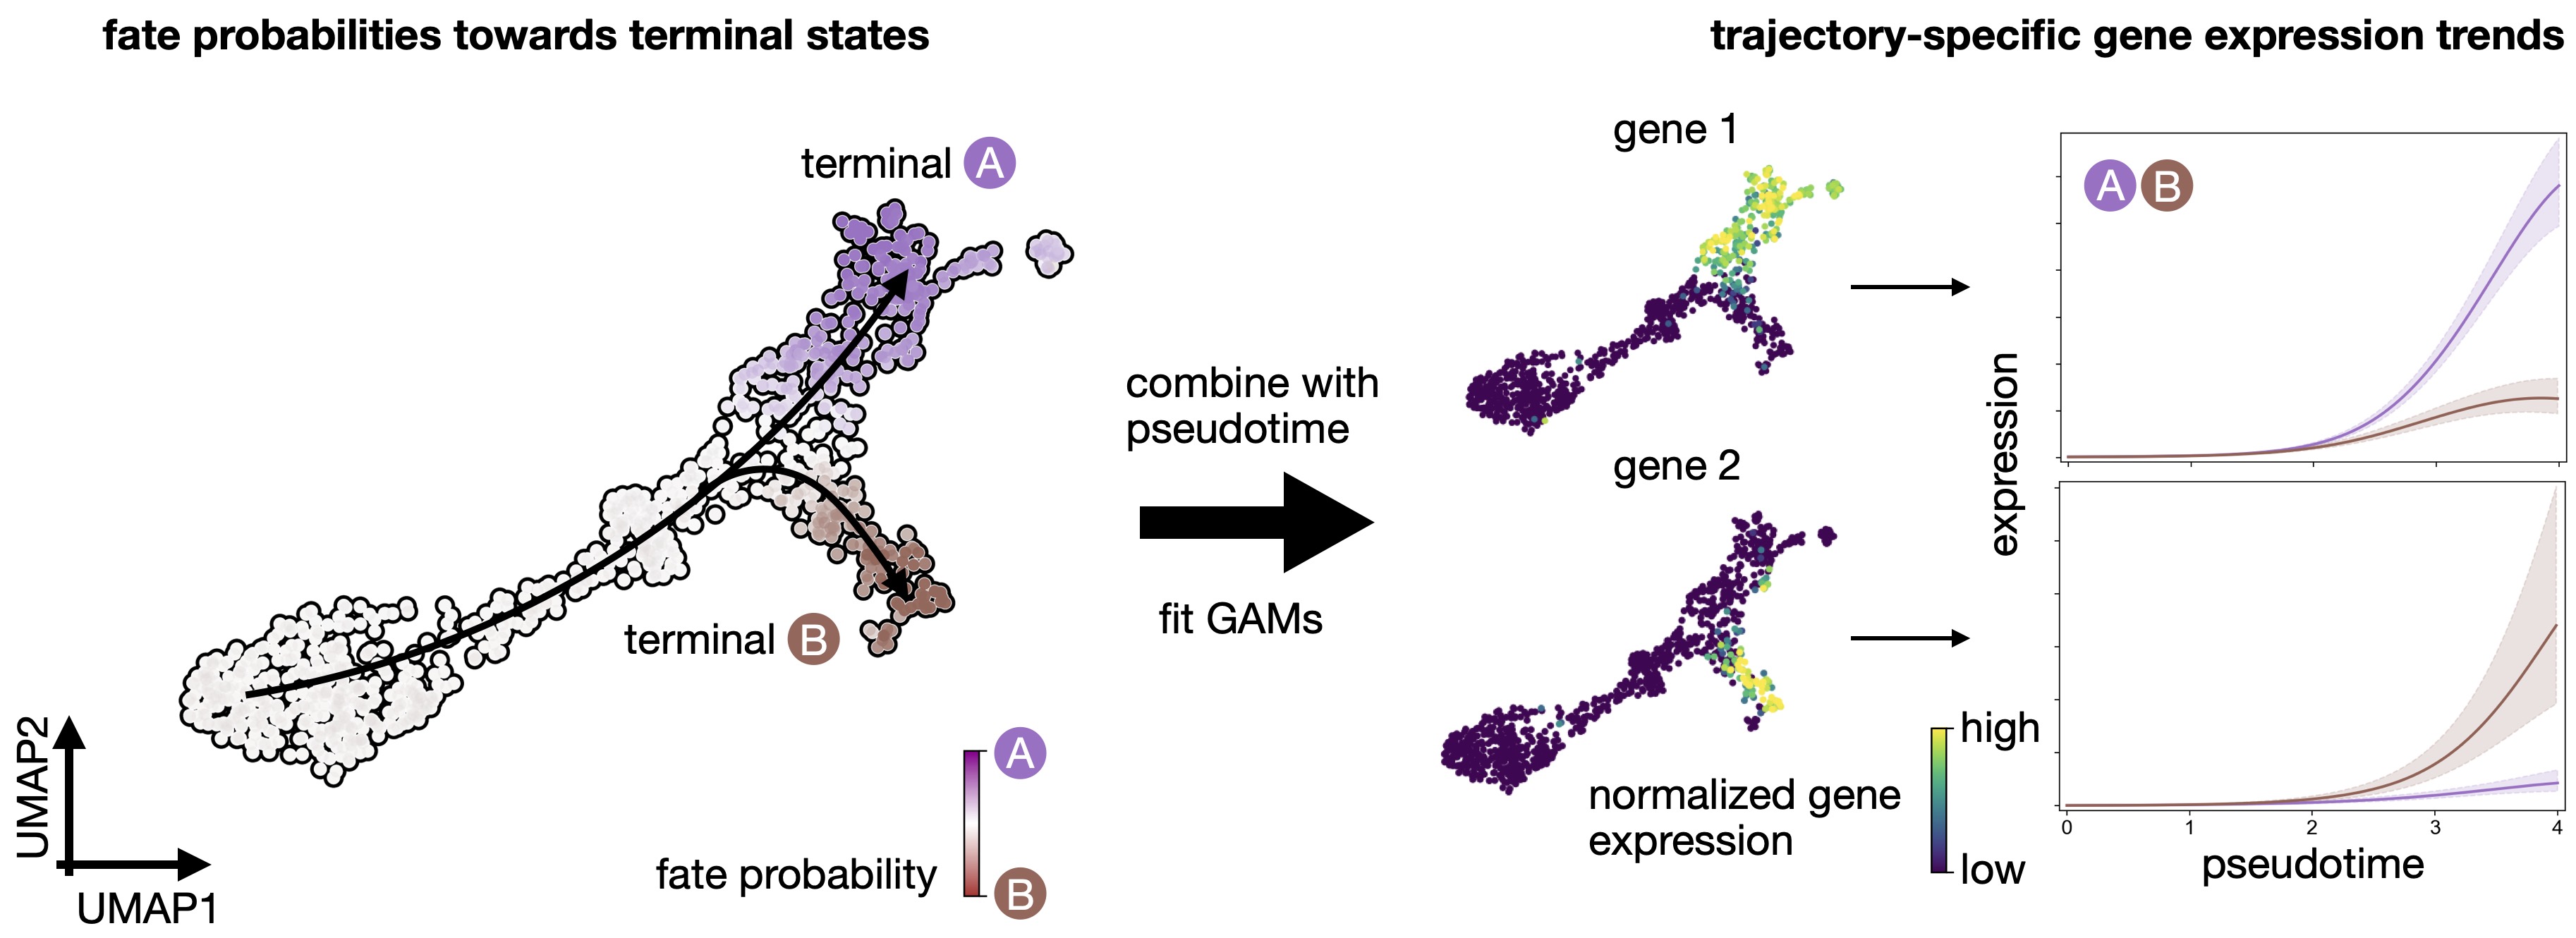 fate probabilities towards terminal states
trajectory-specific gene expression trends
terminal A
terminal B
UMAP2
UMAP1
fate probability
A
B
combine with
pseudotime
fit GAMs
gene 1
gene 2
normalized gene
expression
high
low
expression
A B
0 1 2 3 4
pseudotime